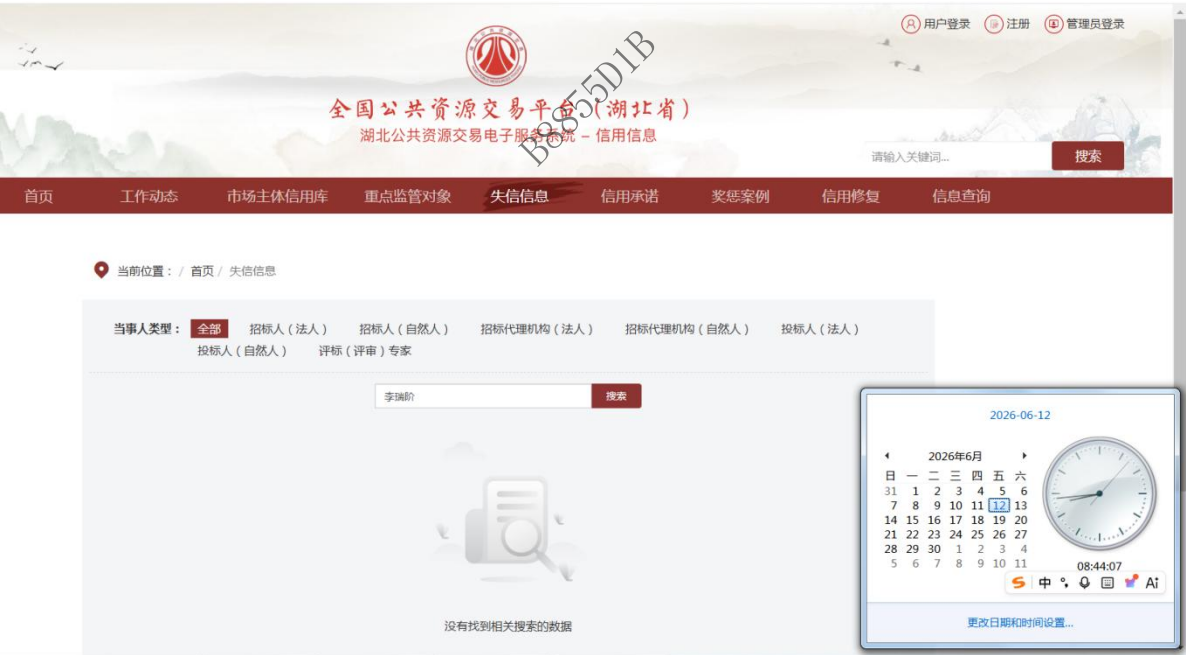 用户登录 注册 管理员登录
全国公共资源交易平台（湖北省）
湖北公共资源交易电子服务系统 – 信用信息
B8855D1B
请输入关键词... 搜索
首页 工作动态 市场主体信用库 重点监管对象 失信信息 信用承诺 奖惩案例 信用修复 信息查询
当前位置： / 首页 / 失信信息
当事人类型： 全部 招标人（法人） 招标人（自然人） 招标代理机构（法人） 招标代理机构（自然人） 投标人（法人）
投标人（自然人） 评标（评审）专家
李瑞阶 搜索
没有找到相关搜索的数据
2026-06-12
2026年6月
日 一 二 三 四 五 六
31 1 2 3 4 5 6
7 8 9 10 11 12 13
14 15 16 17 18 19 20
21 22 23 24 25 26 27
28 29 30 1 2 3 4
5 6 7 8 9 10 11
08:44:07
中 °, Ai
更改日期和时间设置...